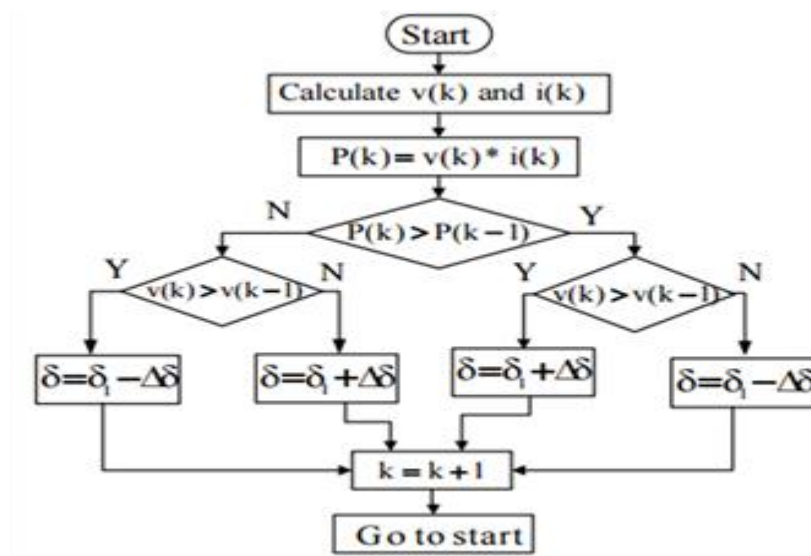 Start
Calculate v(k) and i(k)
P(k)= v(k)* i(k)
N
Y
P(k)>P(k-1)
Y
N
Y
N
v(k)>v(k-1)
v(k)>v(k-1)
δ=δ₁-Δδ
δ=δ₁+Δδ
δ=δ₁+Δδ
δ=δ₁-Δδ
k=k+1
Go to start